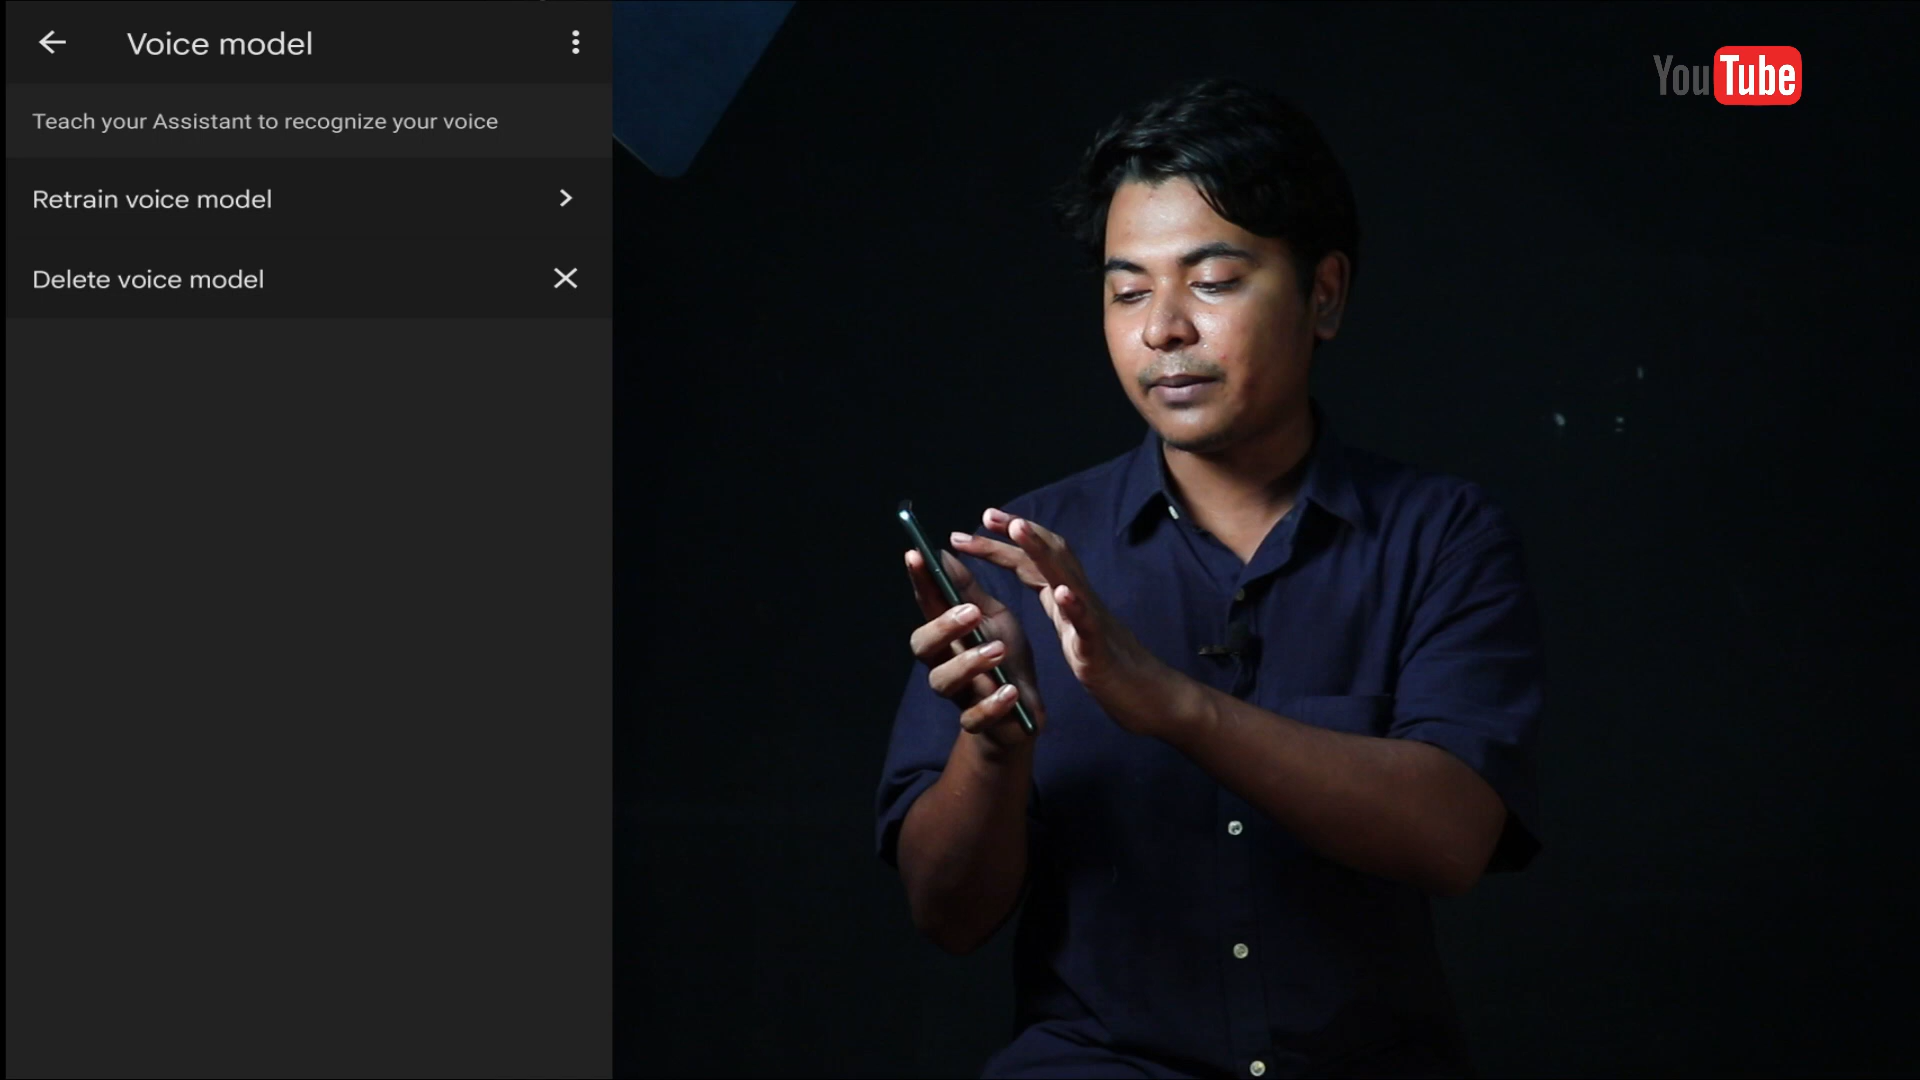 Voice model
Teach your Assistant to recognize your voice
Retrain voice model
Delete voice model
YouTube